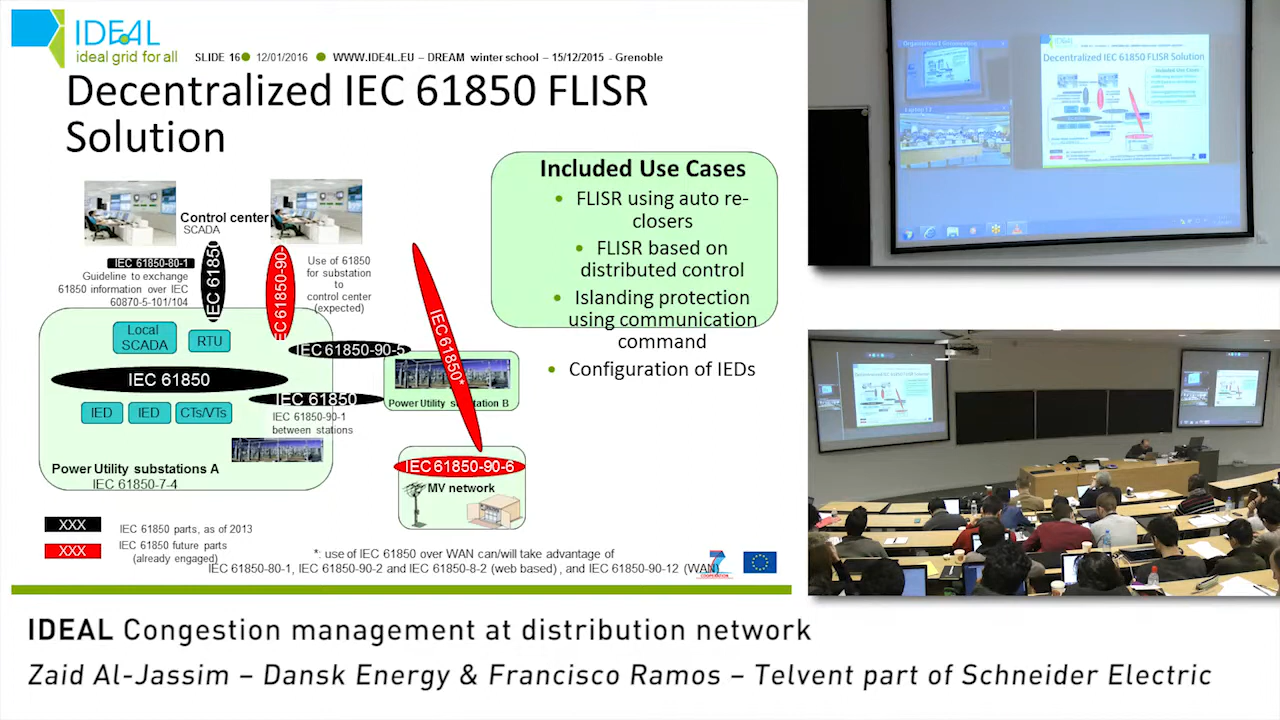 IDE4L
ideal grid for all
SLIDE 16 12/01/2016 WWW.IDE4L.EU – DREAM winter school – 15/12/2015 - Grenoble
Decentralized IEC 61850 FLISR
Solution
Included Use Cases
• FLISR using auto re-
closers
• FLISR based on
distributed control
• Islanding protection
using communication
command
• Configuration of IEDs
Control center
SCADA
IEC 61850-80-1
Guideline to exchange
61850 information over IEC
60870-5-101/104
IEC 61850
IEC 61850-90-
Use of 61850
for substation
to
control center
(expected)
IEC 61850*
Local
SCADA
RTU
IEC 61850-90-5
IEC 61850
IEC 61850
IED
IED
CTs/VTs
IEC 61850-90-1
between stations
Power Utility substation B
Power Utility substations A
IEC 61850-7-4
IEC 61850-90-6
MV network
XXX
IEC 61850 parts, as of 2013
XXX
IEC 61850 future parts
(already engaged)
*: use of IEC 61850 over WAN can/will take advantage of
IEC 61850-80-1, IEC 61850-90-2 and IEC 61850-8-2 (web based), and IEC 61850-90-12 (WAN)
Decentralized IEC 61850 FLISR Solution
Included Use Cases
IDEAL Congestion management at distribution network
Zaid Al-Jassim – Dansk Energy & Francisco Ramos – Telvent part of Schneider Electric